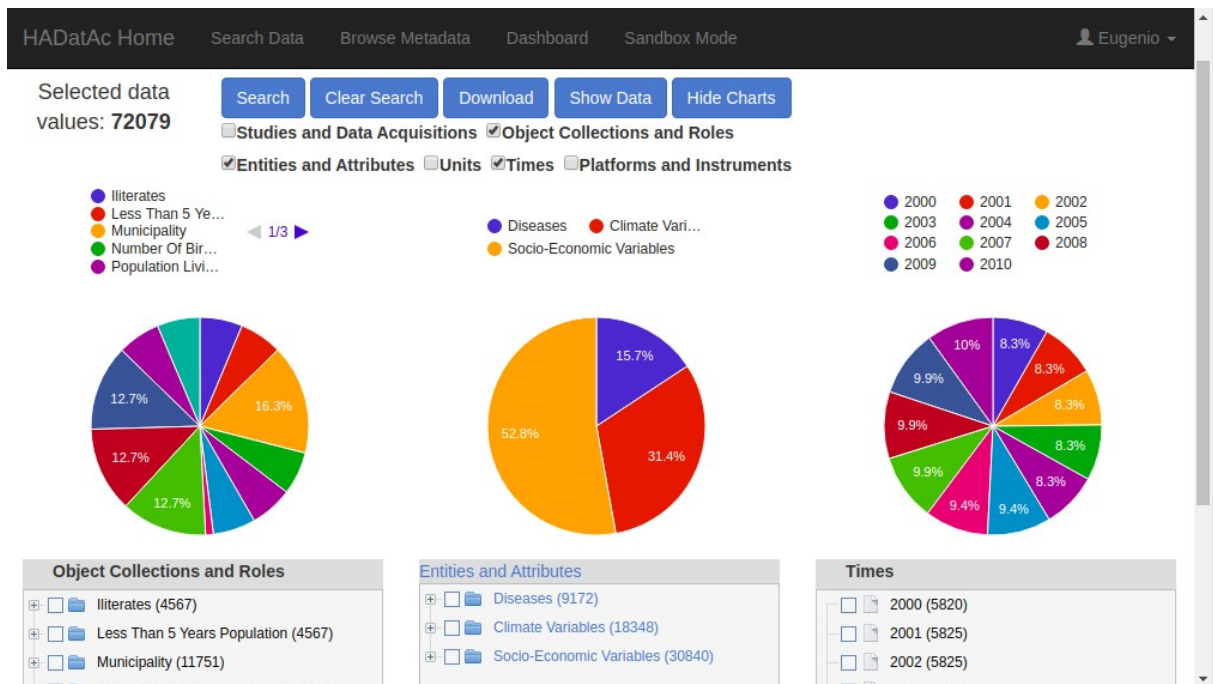 HADatAc Home Search Data Browse Metadata Dashboard Sandbox Mode Eugenio
Selected data
values: 72079
Search Clear Search Download Show Data Hide Charts
Studies and Data Acquisitions Object Collections and Roles
Entities and Attributes Units Times Platforms and Instruments
Iliterates
Less Than 5 Ye...
Municipality
Number Of Bir...
Population Livi...
1/3
Diseases Climate Vari...
Socio-Economic Variables
2000 2001 2002
2003 2004 2005
2006 2007 2008
2009 2010
16.3%
12.7%
12.7%
12.7%
15.7%
31.4%
52.8%
8.3%
8.3%
8.3%
8.3%
8.3%
9.4%
9.4%
9.9%
9.9%
9.9%
10%
Object Collections and Roles
Iliterates (4567)
Less Than 5 Years Population (4567)
Municipality (11751)
Entities and Attributes
Diseases (9172)
Climate Variables (18348)
Socio-Economic Variables (30840)
Times
2000 (5820)
2001 (5825)
2002 (5825)